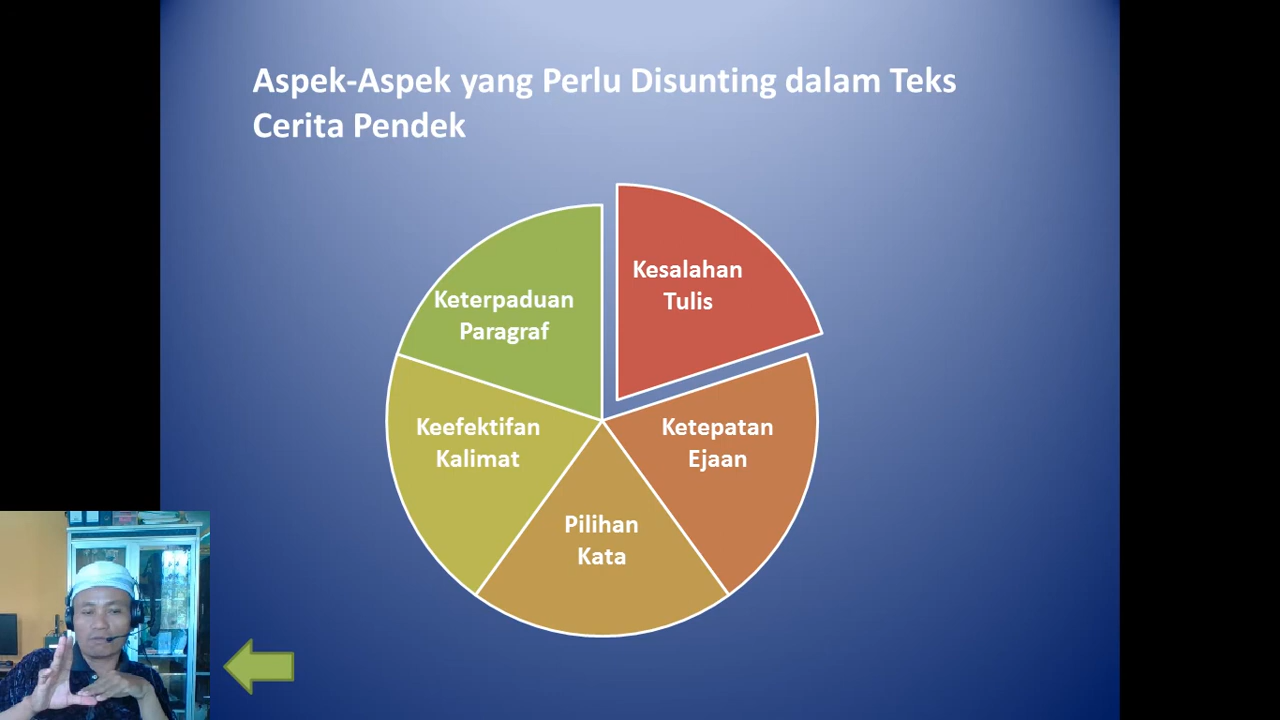 Aspek-Aspek yang Perlu Disunting dalam Teks
Cerita Pendek
Kesalahan
Tulis
Keterpaduan
Paragraf
Keefektifan
Kalimat
Ketepatan
Ejaan
Pilihan
Kata